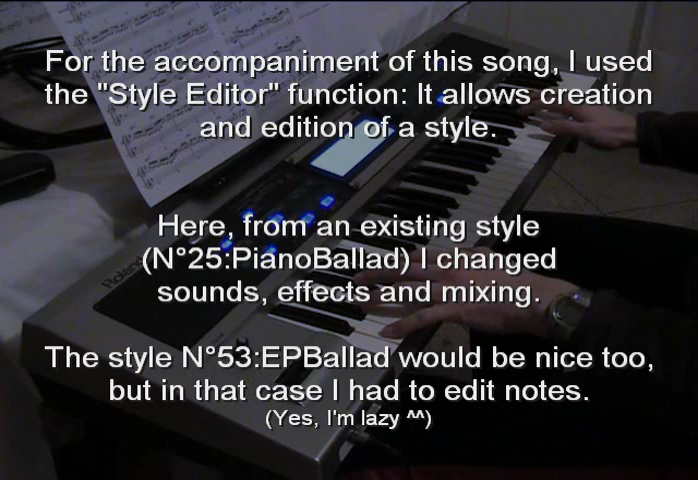 For the accompaniment of this song, I used
the "Style Editor" function: It allows creation
and edition of a style.
Here, from an existing style
(N°25:PianoBallad) I changed
sounds, effects and mixing.
Roland
The style N°53:EPBallad would be nice too,
but in that case I had to edit notes.
(Yes, I'm lazy ^^)